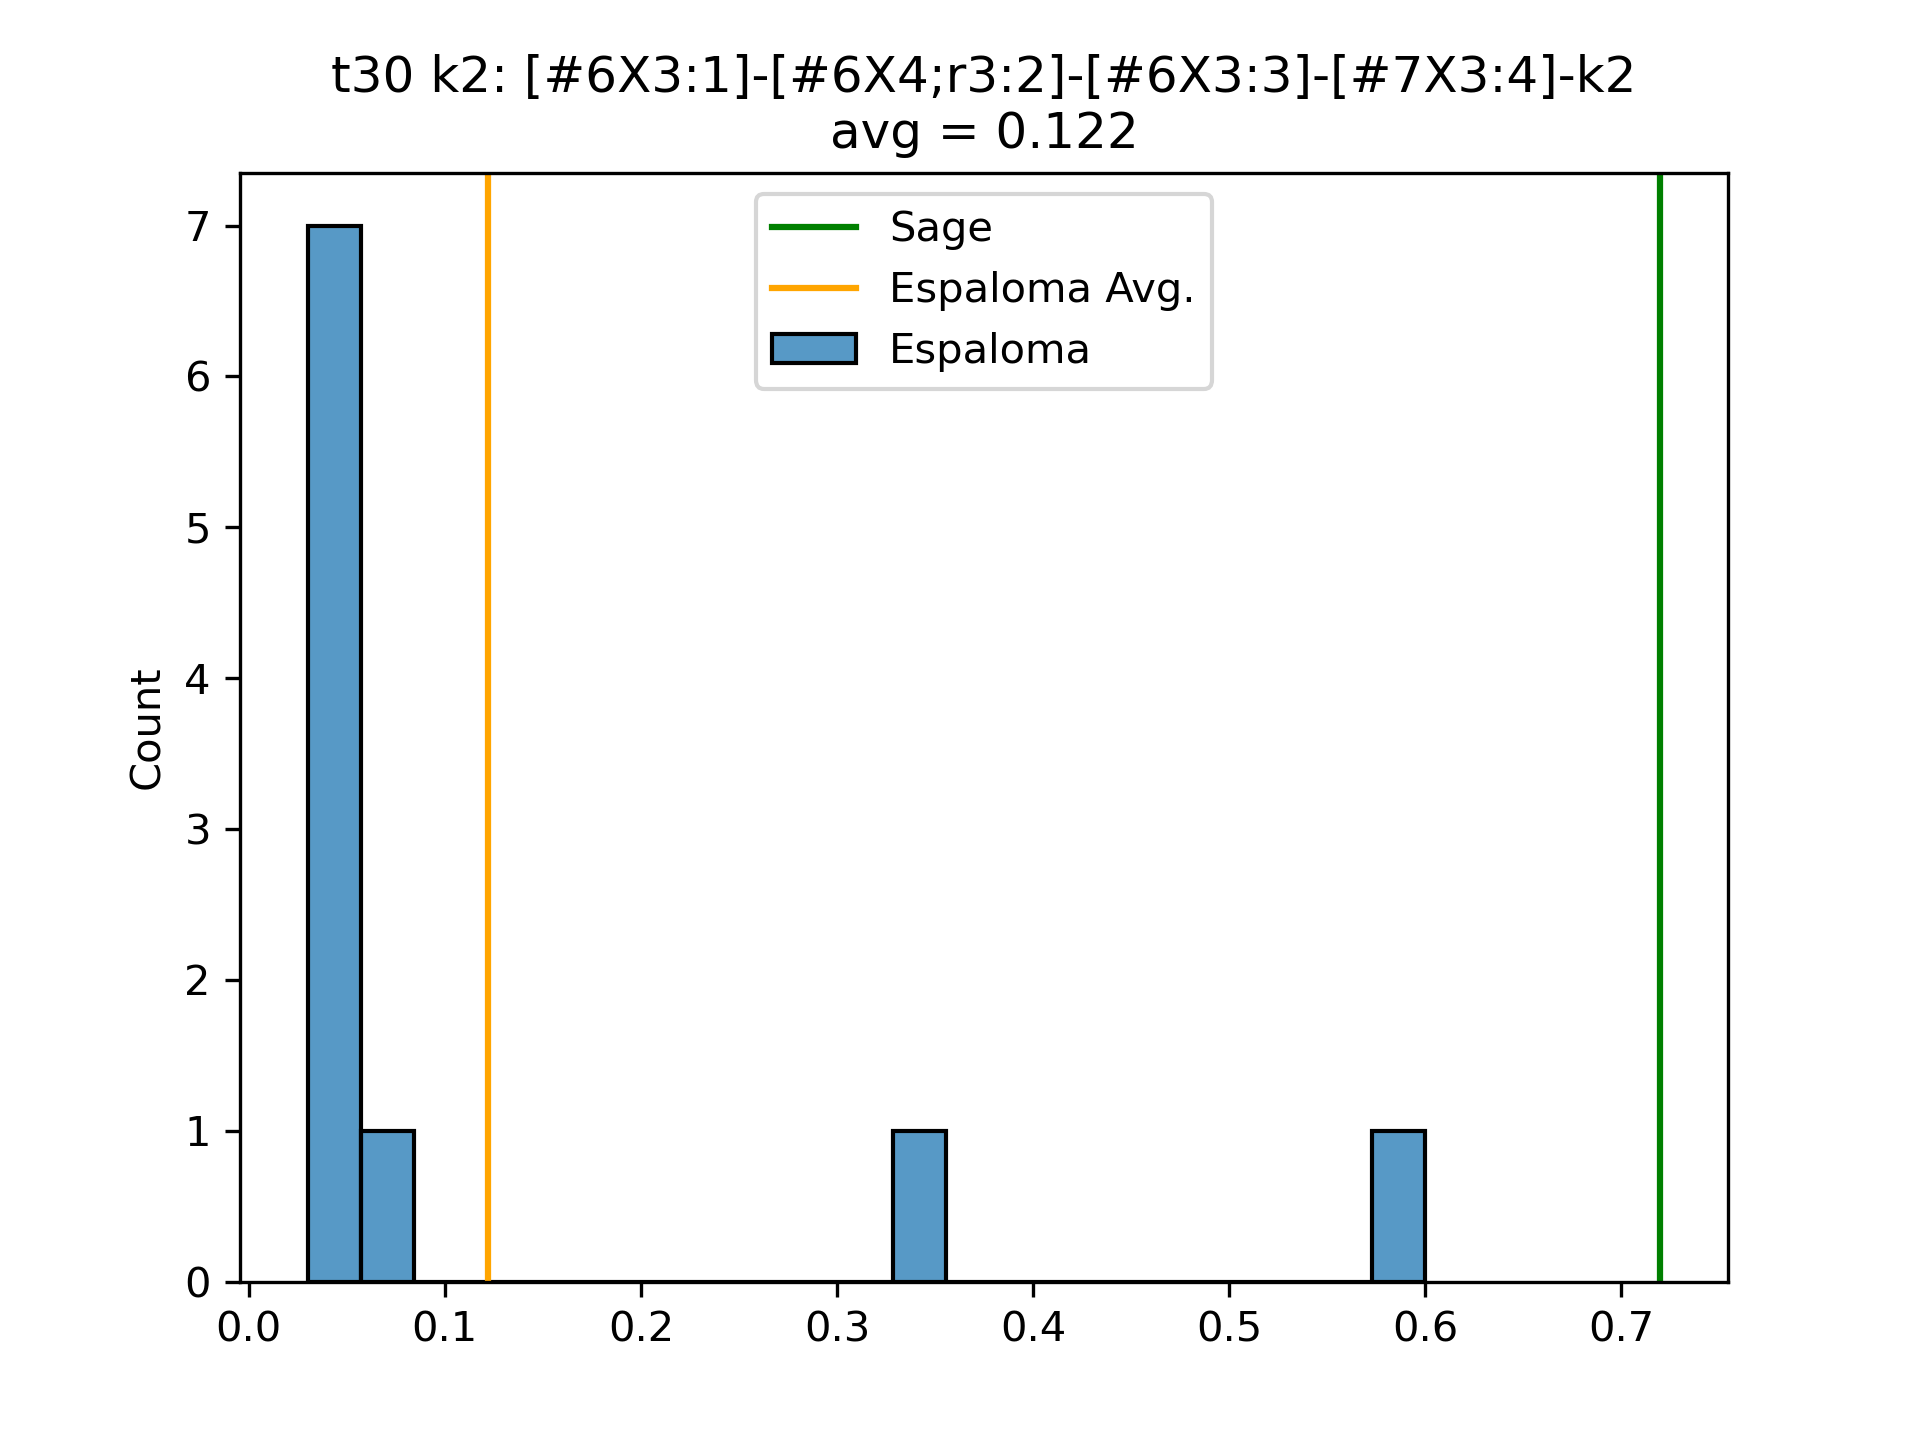 t30 k2: [#6X3:1]-[#6X4;r3:2]-[#6X3:3]-[#7X3:4]-k2
avg = 0.122
Sage
Espaloma Avg.
Espaloma
Count
7
6
5
4
3
2
1
0
0.0 0.1 0.2 0.3 0.4 0.5 0.6 0.7